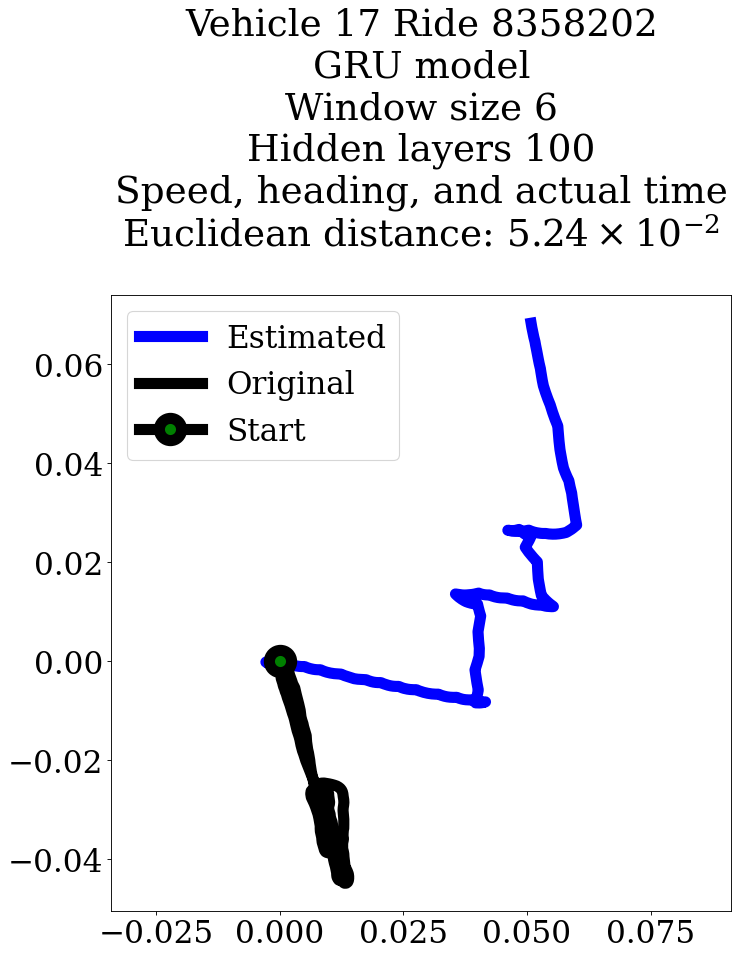 Vehicle 17 Ride 8358202
GRU model
Window size 6
Hidden layers 100
Speed, heading, and actual time
Euclidean distance: 5.24 × 10⁻²
Estimated
Original
Start
0.06
0.04
0.02
0.00
−0.02
−0.04
−0.025 0.000 0.025 0.050 0.075